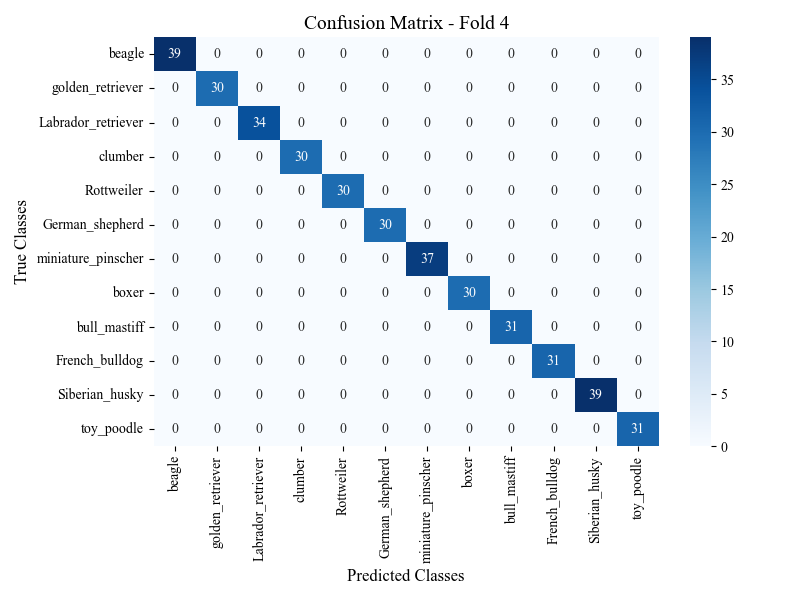 Confusion Matrix - Fold 4
True Classes
beagle 39 0 0 0 0 0 0 0 0 0 0 0
golden_retriever 0 30 0 0 0 0 0 0 0 0 0 0
Labrador_retriever 0 0 34 0 0 0 0 0 0 0 0 0
clumber 0 0 0 30 0 0 0 0 0 0 0 0
Rottweiler 0 0 0 0 30 0 0 0 0 0 0 0
German_shepherd 0 0 0 0 0 30 0 0 0 0 0 0
miniature_pinscher 0 0 0 0 0 0 37 0 0 0 0 0
boxer 0 0 0 0 0 0 0 30 0 0 0 0
bull_mastiff 0 0 0 0 0 0 0 0 31 0 0 0
French_bulldog 0 0 0 0 0 0 0 0 0 31 0 0
Siberian_husky 0 0 0 0 0 0 0 0 0 0 39 0
toy_poodle 0 0 0 0 0 0 0 0 0 0 0 31
beagle
golden_retriever
Labrador_retriever
clumber
Rottweiler
German_shepherd
miniature_pinscher
boxer
bull_mastiff
French_bulldog
Siberian_husky
toy_poodle
Predicted Classes
35
30
25
20
15
10
5
0